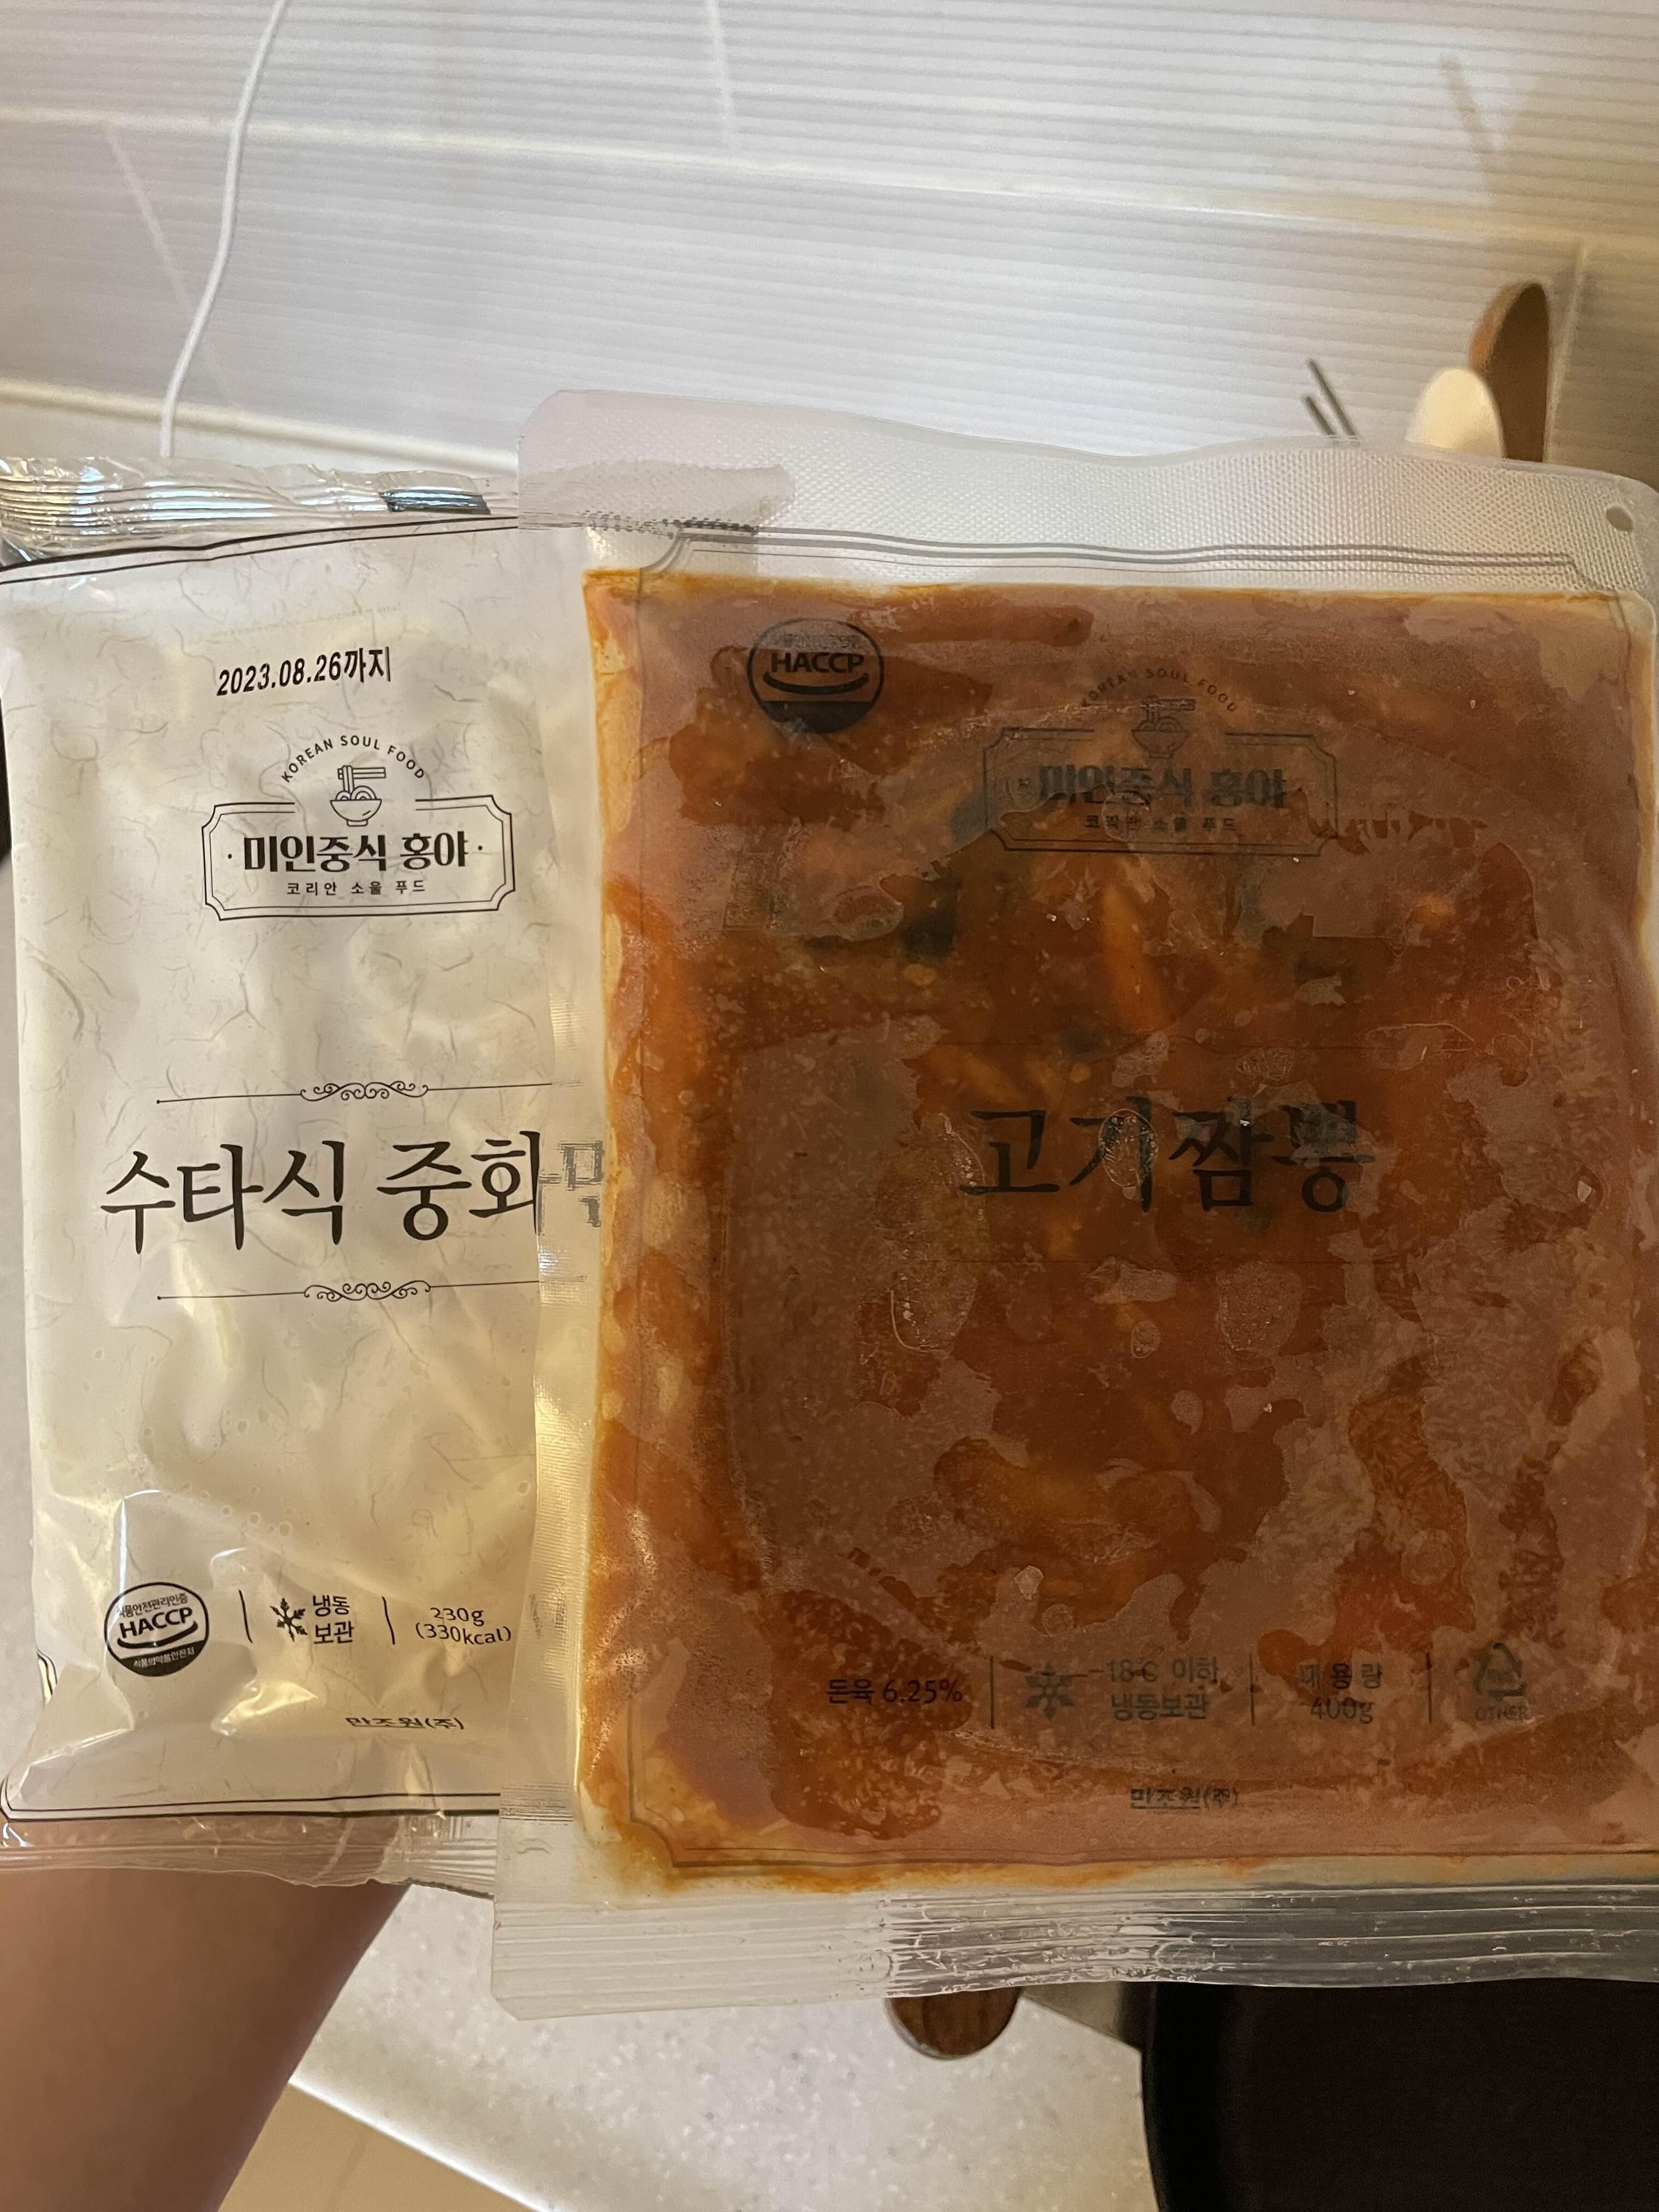 2023.08.26까지
KOREAN SOUL FOOD
미인중식 홍야
코리안 소울 푸드
수타식 중화면
식품안전관리인증
HACCP
식품의약품안전처
냉동
보관
230g
(330kcal)
만조원(주)
HACCP
KOREAN SOUL FOOD
미인중식 홍야
코리안 소울 푸드
고기짬뽕
돈육 6.25%
-18℃ 이하
냉동보관
내용량
400g
OTHER
만조원(주)